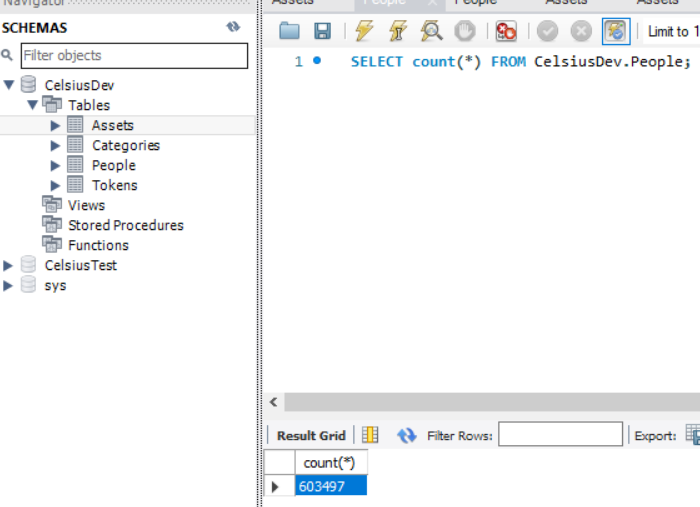 Navigator
SCHEMAS
Filter objects
CelsiusDev
Tables
Assets
Categories
People
Tokens
Views
Stored Procedures
Functions
CelsiusTest
sys
Assets
People
People
Assets
Assets
Limit to 1
1
SELECT count(*) FROM CelsiusDev.People;
Result Grid
Filter Rows:
Export:
count(*)
603497